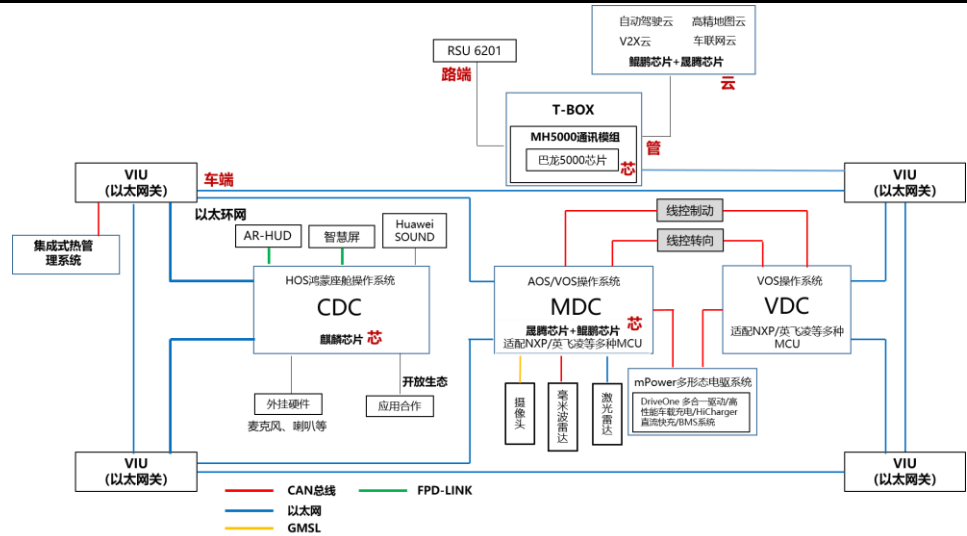 自动驾驶云 高精地图云
V2X云 车联网云
鲲鹏芯片+晟腾芯片
云
RSU 6201
路端
T-BOX
MH5000通讯模组
巴龙5000芯片
芯
管
VIU
(以太网关)
车端
VIU
(以太网关)
以太环网
集成式热管
理系统
AR-HUD
智慧屏
Huawei
SOUND
线控制动
线控转向
HOS鸿蒙座舱操作系统
CDC
麒麟芯片
芯
AOS/VOS操作系统
MDC
晟腾芯片+鲲鹏芯片
芯
适配NXP/英飞凌等多种MCU
VOS操作系统
VDC
适配NXP/英飞凌等多种
MCU
开放生态
外挂硬件
麦克风、喇叭等
应用合作
摄像头
毫米波雷达
激光雷达
mPower多形态电驱系统
DriveOne 多合一驱动/高
性能车载充电/HiCharger
直流快充/BMS系统
VIU
(以太网关)
VIU
(以太网关)
CAN总线
FPD-LINK
以太网
GMSL